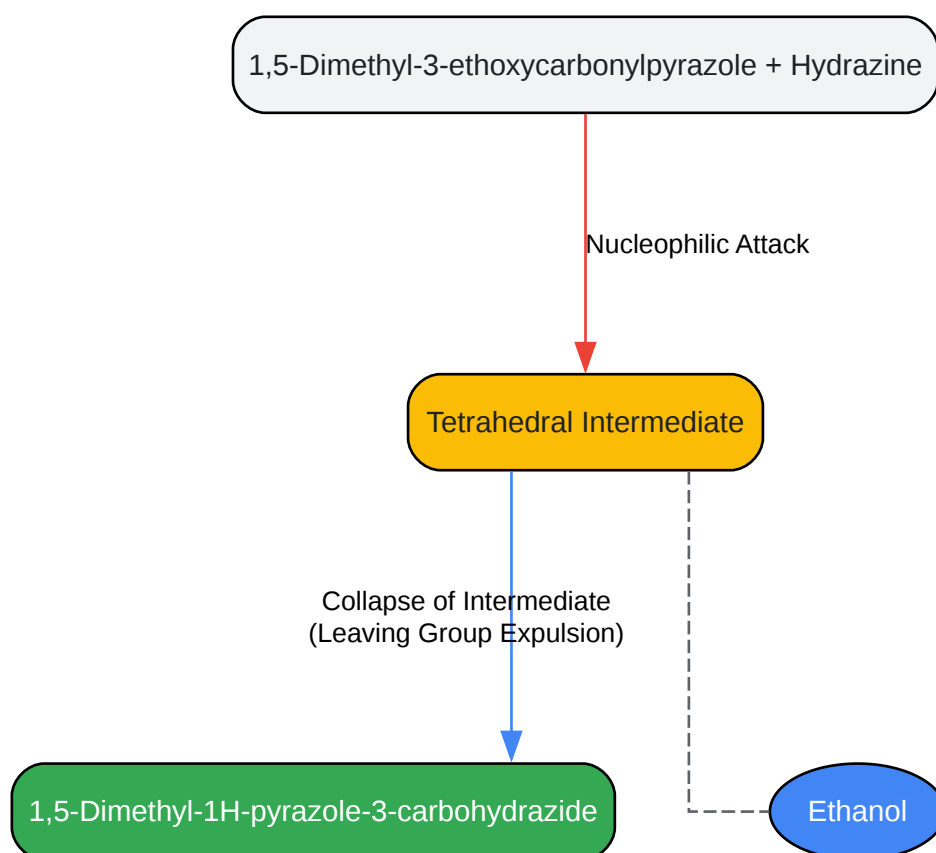 1,5-Dimethyl-3-ethoxycarbonylpyrazole + Hydrazine
Nucleophilic Attack
Tetrahedral Intermediate
Collapse of Intermediate
(Leaving Group Expulsion)
1,5-Dimethyl-1H-pyrazole-3-carbohydrazide
Ethanol